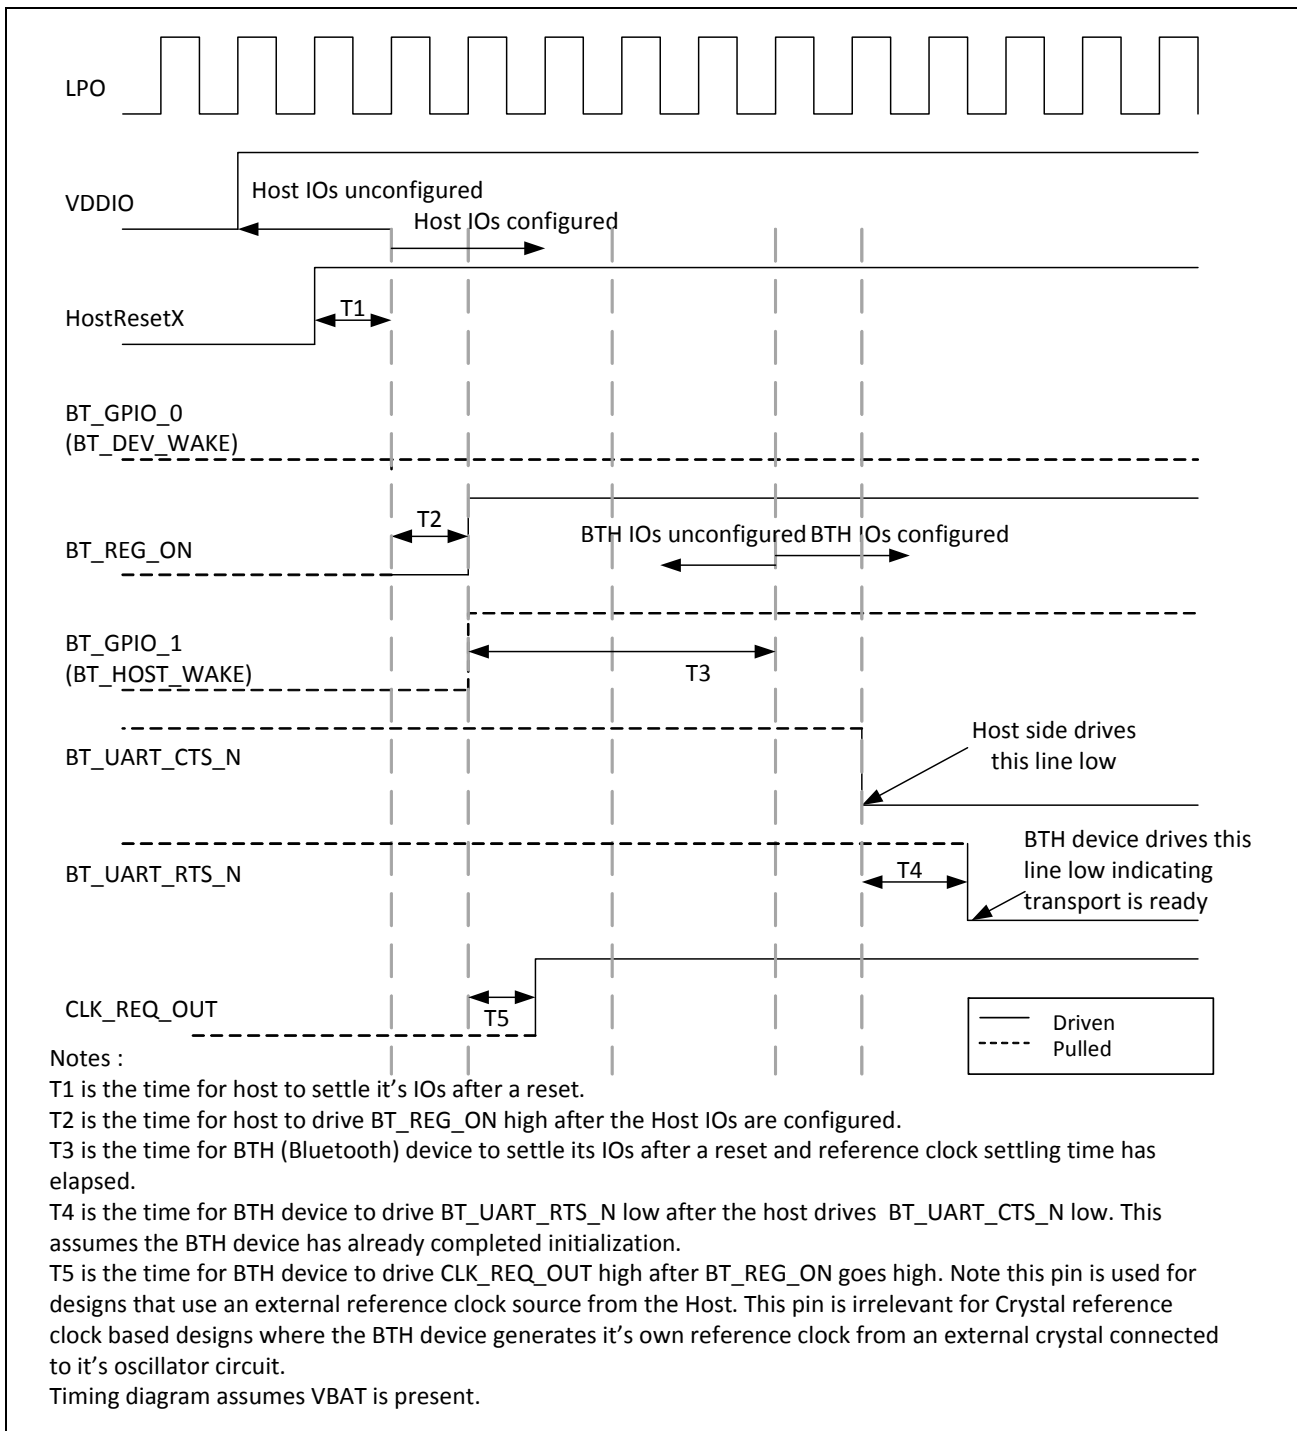 LPO
VDDIO
Host IOs unconfigured
Host IOs configured
HostResetX
T1
BT_GPIO_0
(BT_DEV_WAKE)
T2
BT_REG_ON
BTH IOs unconfigured
BTH IOs configured
BT_GPIO_1
(BT_HOST_WAKE)
T3
BT_UART_CTS_N
Host side drives
this line low
BT_UART_RTS_N
T4
BTH device drives this
line low indicating
transport is ready
CLK_REQ_OUT
T5
Driven
Pulled
Notes :
T1 is the time for host to settle it’s IOs after a reset.
T2 is the time for host to drive BT_REG_ON high after the Host IOs are configured.
T3 is the time for BTH (Bluetooth) device to settle its IOs after a reset and reference clock settling time has
elapsed.
T4 is the time for BTH device to drive BT_UART_RTS_N low after the host drives BT_UART_CTS_N low. This
assumes the BTH device has already completed initialization.
T5 is the time for BTH device to drive CLK_REQ_OUT high after BT_REG_ON goes high. Note this pin is used for
designs that use an external reference clock source from the Host. This pin is irrelevant for Crystal reference
clock based designs where the BTH device generates it’s own reference clock from an external crystal connected
to it’s oscillator circuit.
Timing diagram assumes VBAT is present.